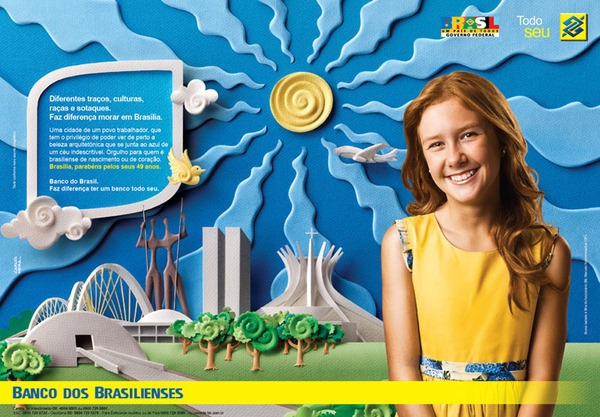 BRASIL
UM PAÍS DE TODOS
GOVERNO FEDERAL
Todo
seu
Diferentes traços, culturas,
raças e sotaques.
Faz diferença morar em Brasília.
Uma cidade de um povo trabalhador, que
tem o privilégio de poder ver de perto a
beleza arquitetônica que se junta ao azul de
um céu indescritível. Orgulho para quem é
brasiliense de nascimento ou de coração.
Brasília, parabéns pelos seus 49 anos.
Banco do Brasil.
Faz diferença ter um banco todo seu.
BANCO DOS BRASILIENSES